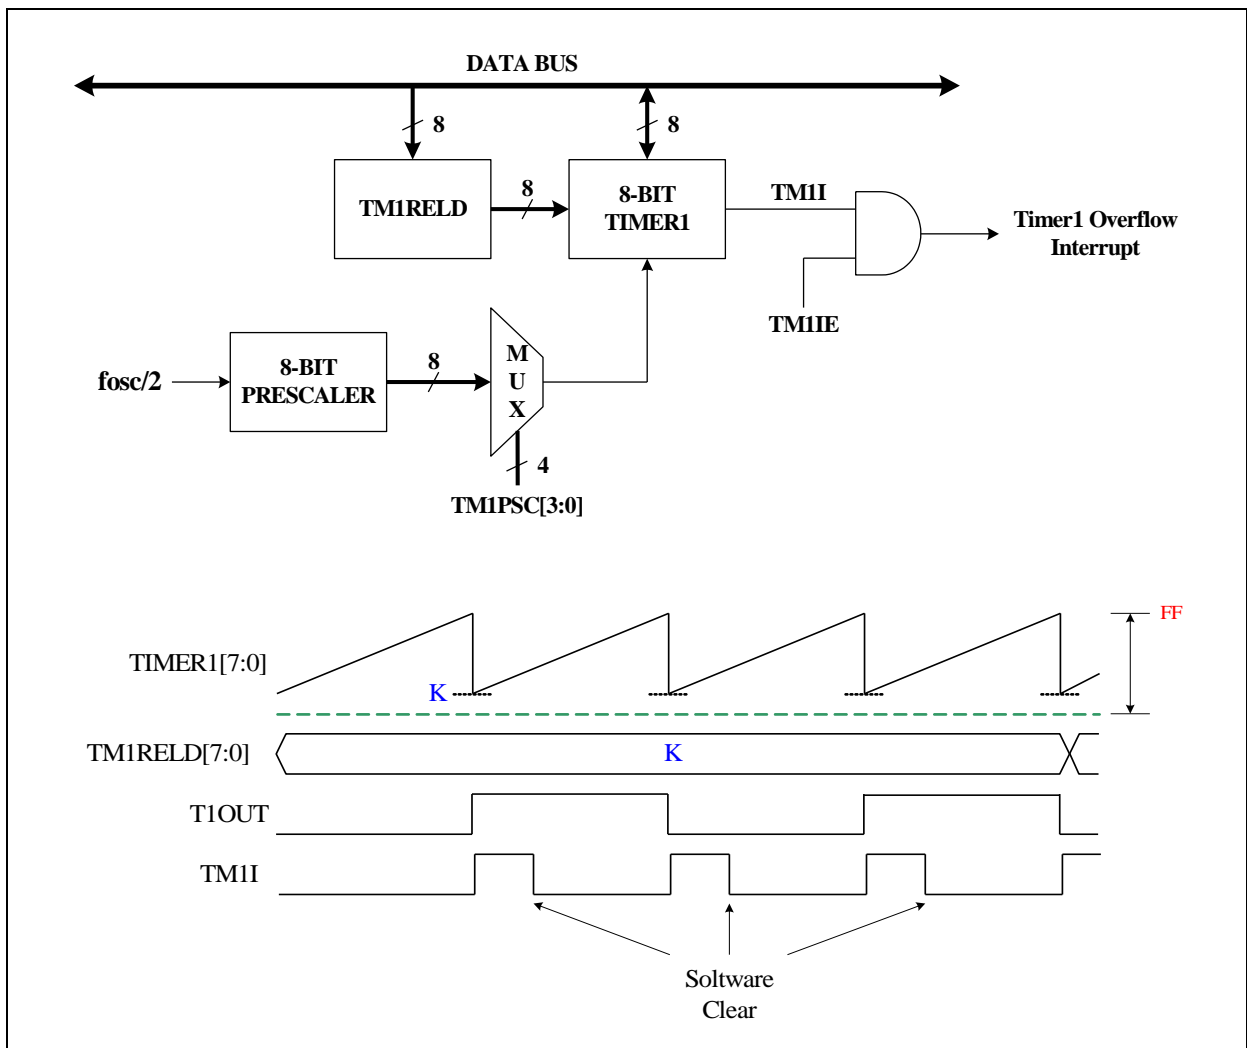 DATA BUS
8
8
TM1RELD
8
8-BIT
TIMER1
TM1I
Timer1 Overflow
Interrupt
TM1IE
fosc/2
8-BIT
PRESCALER
8
M
U
X
4
TM1PSC[3:0]
FF
TIMER1[7:0]
K
TM1RELD[7:0]
K
T1OUT
TM1I
Soltware
Clear